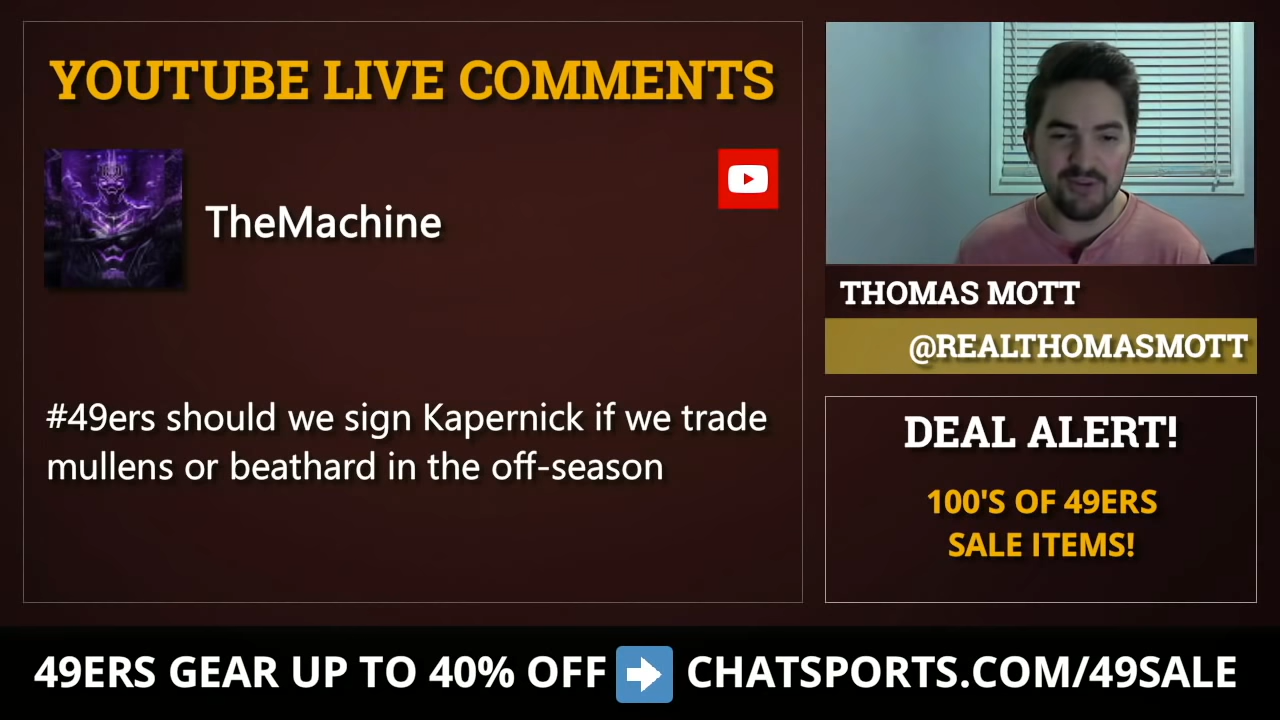 YOUTUBE LIVE COMMENTS
TheMachine
#49ers should we sign Kapernick if we trade
mullens or beathard in the off-season
THOMAS MOTT
@REALTHOMASMOTT
DEAL ALERT!
100'S OF 49ERS
SALE ITEMS!
49ERS GEAR UP TO 40% OFF ➡ CHATSPORTS.COM/49SALE